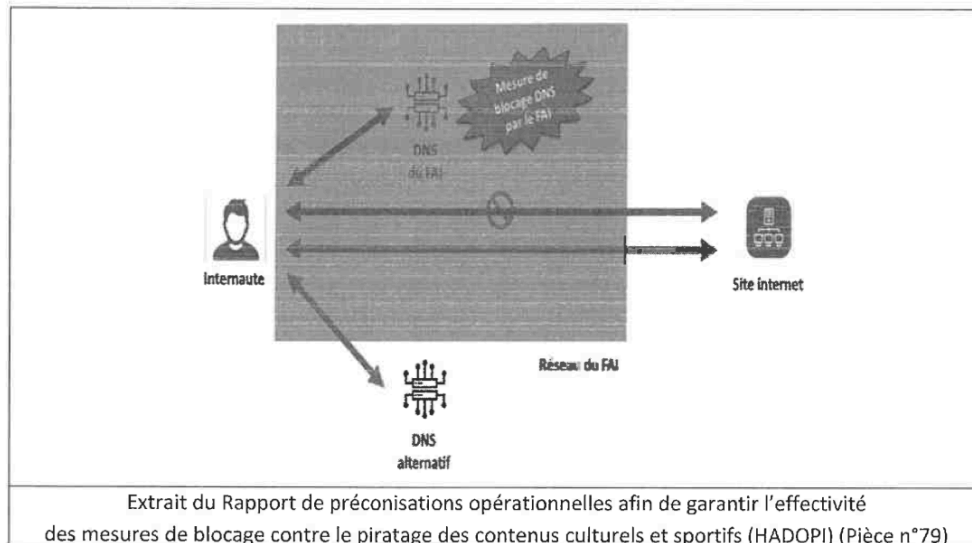 Mesure de
blocage DNS
par le FAI
DNS
du FAI
Internaute
Site internet
Réseau du FAI
DNS
alternatif
Extrait du Rapport de préconisations opérationnelles afin de garantir l'effectivité
des mesures de blocage contre le piratage des contenus culturels et sportifs (HADOPI) (Pièce n°79)